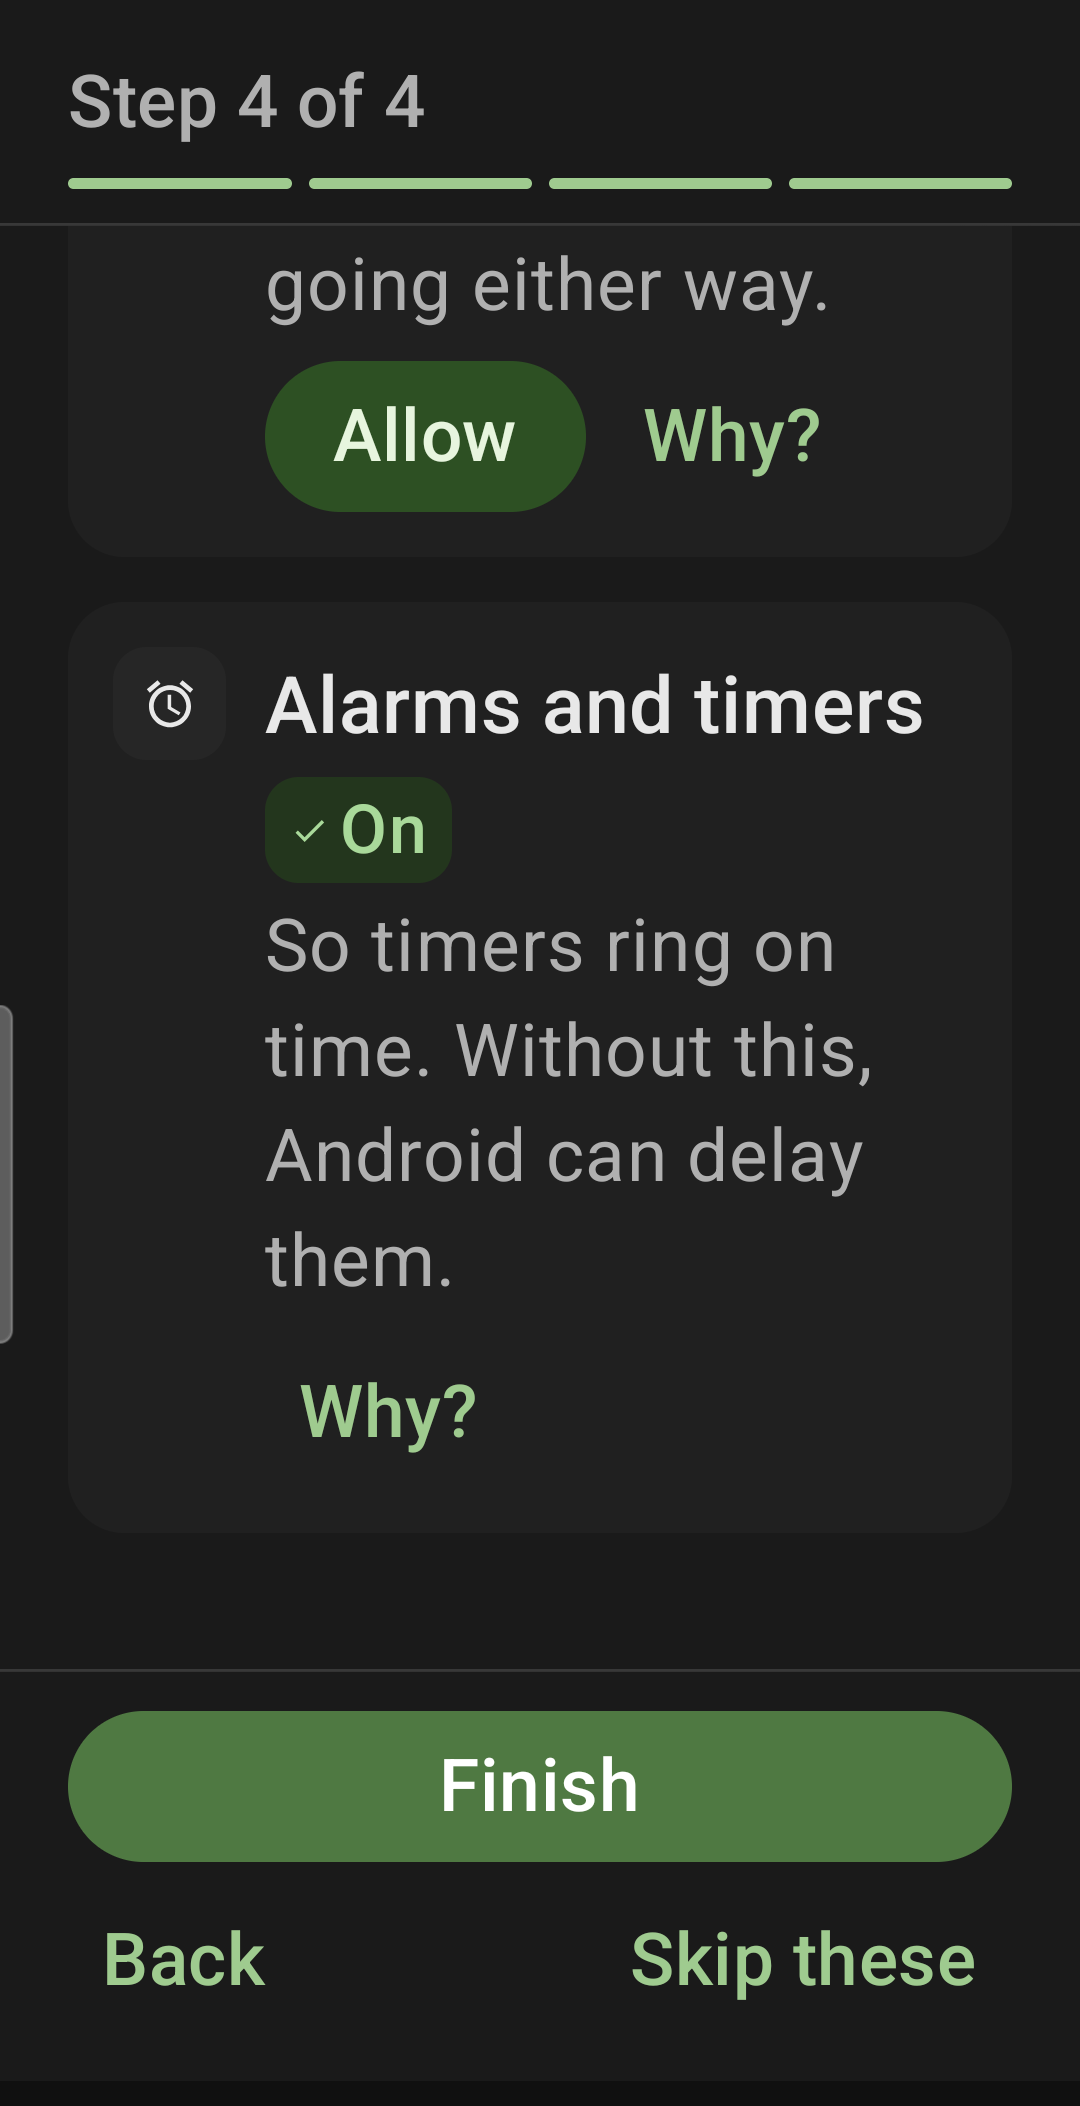 Step 4 of 4
going either way.
Allow Why?
Alarms and timers
On
So timers ring on
time. Without this,
Android can delay
them.
Why?
Finish
Back Skip these